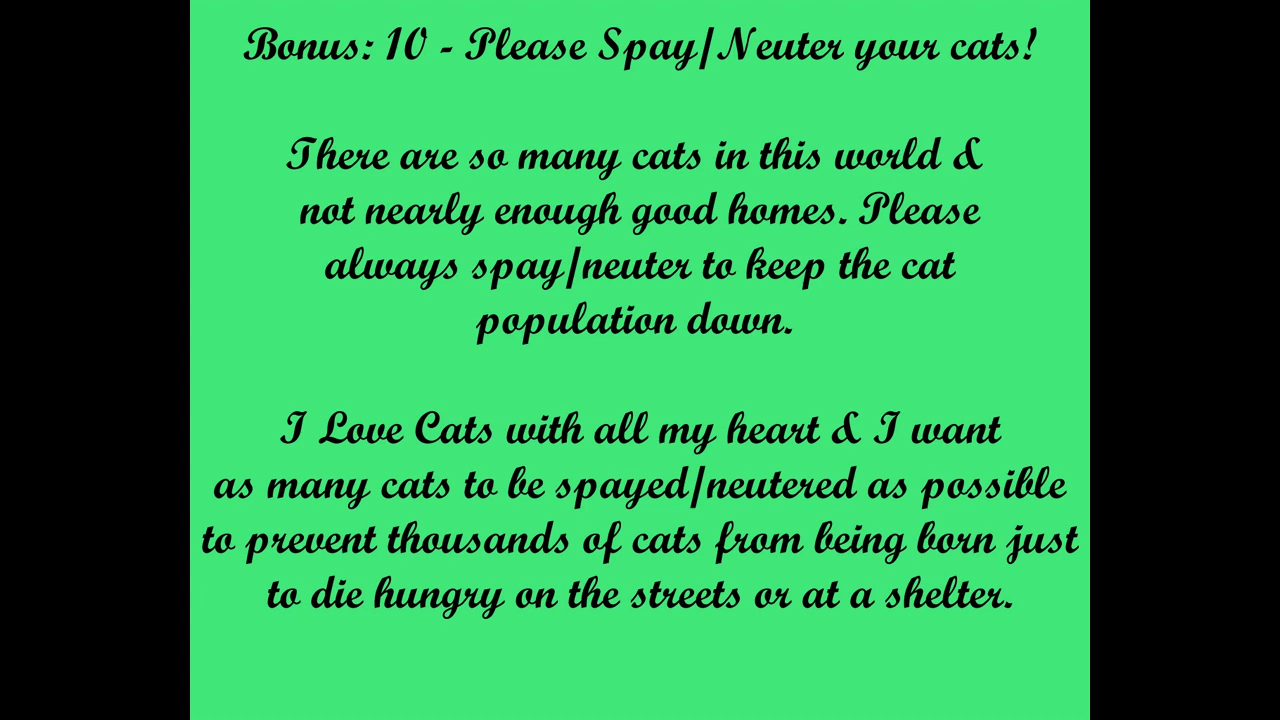 Bonus: 10 - Please Spay/Neuter your cats!
There are so many cats in this world &
not nearly enough good homes. Please
always spay/neuter to keep the cat
population down.
I Love Cats with all my heart & I want
as many cats to be spayed/neutered as possible
to prevent thousands of cats from being born just
to die hungry on the streets or at a shelter.